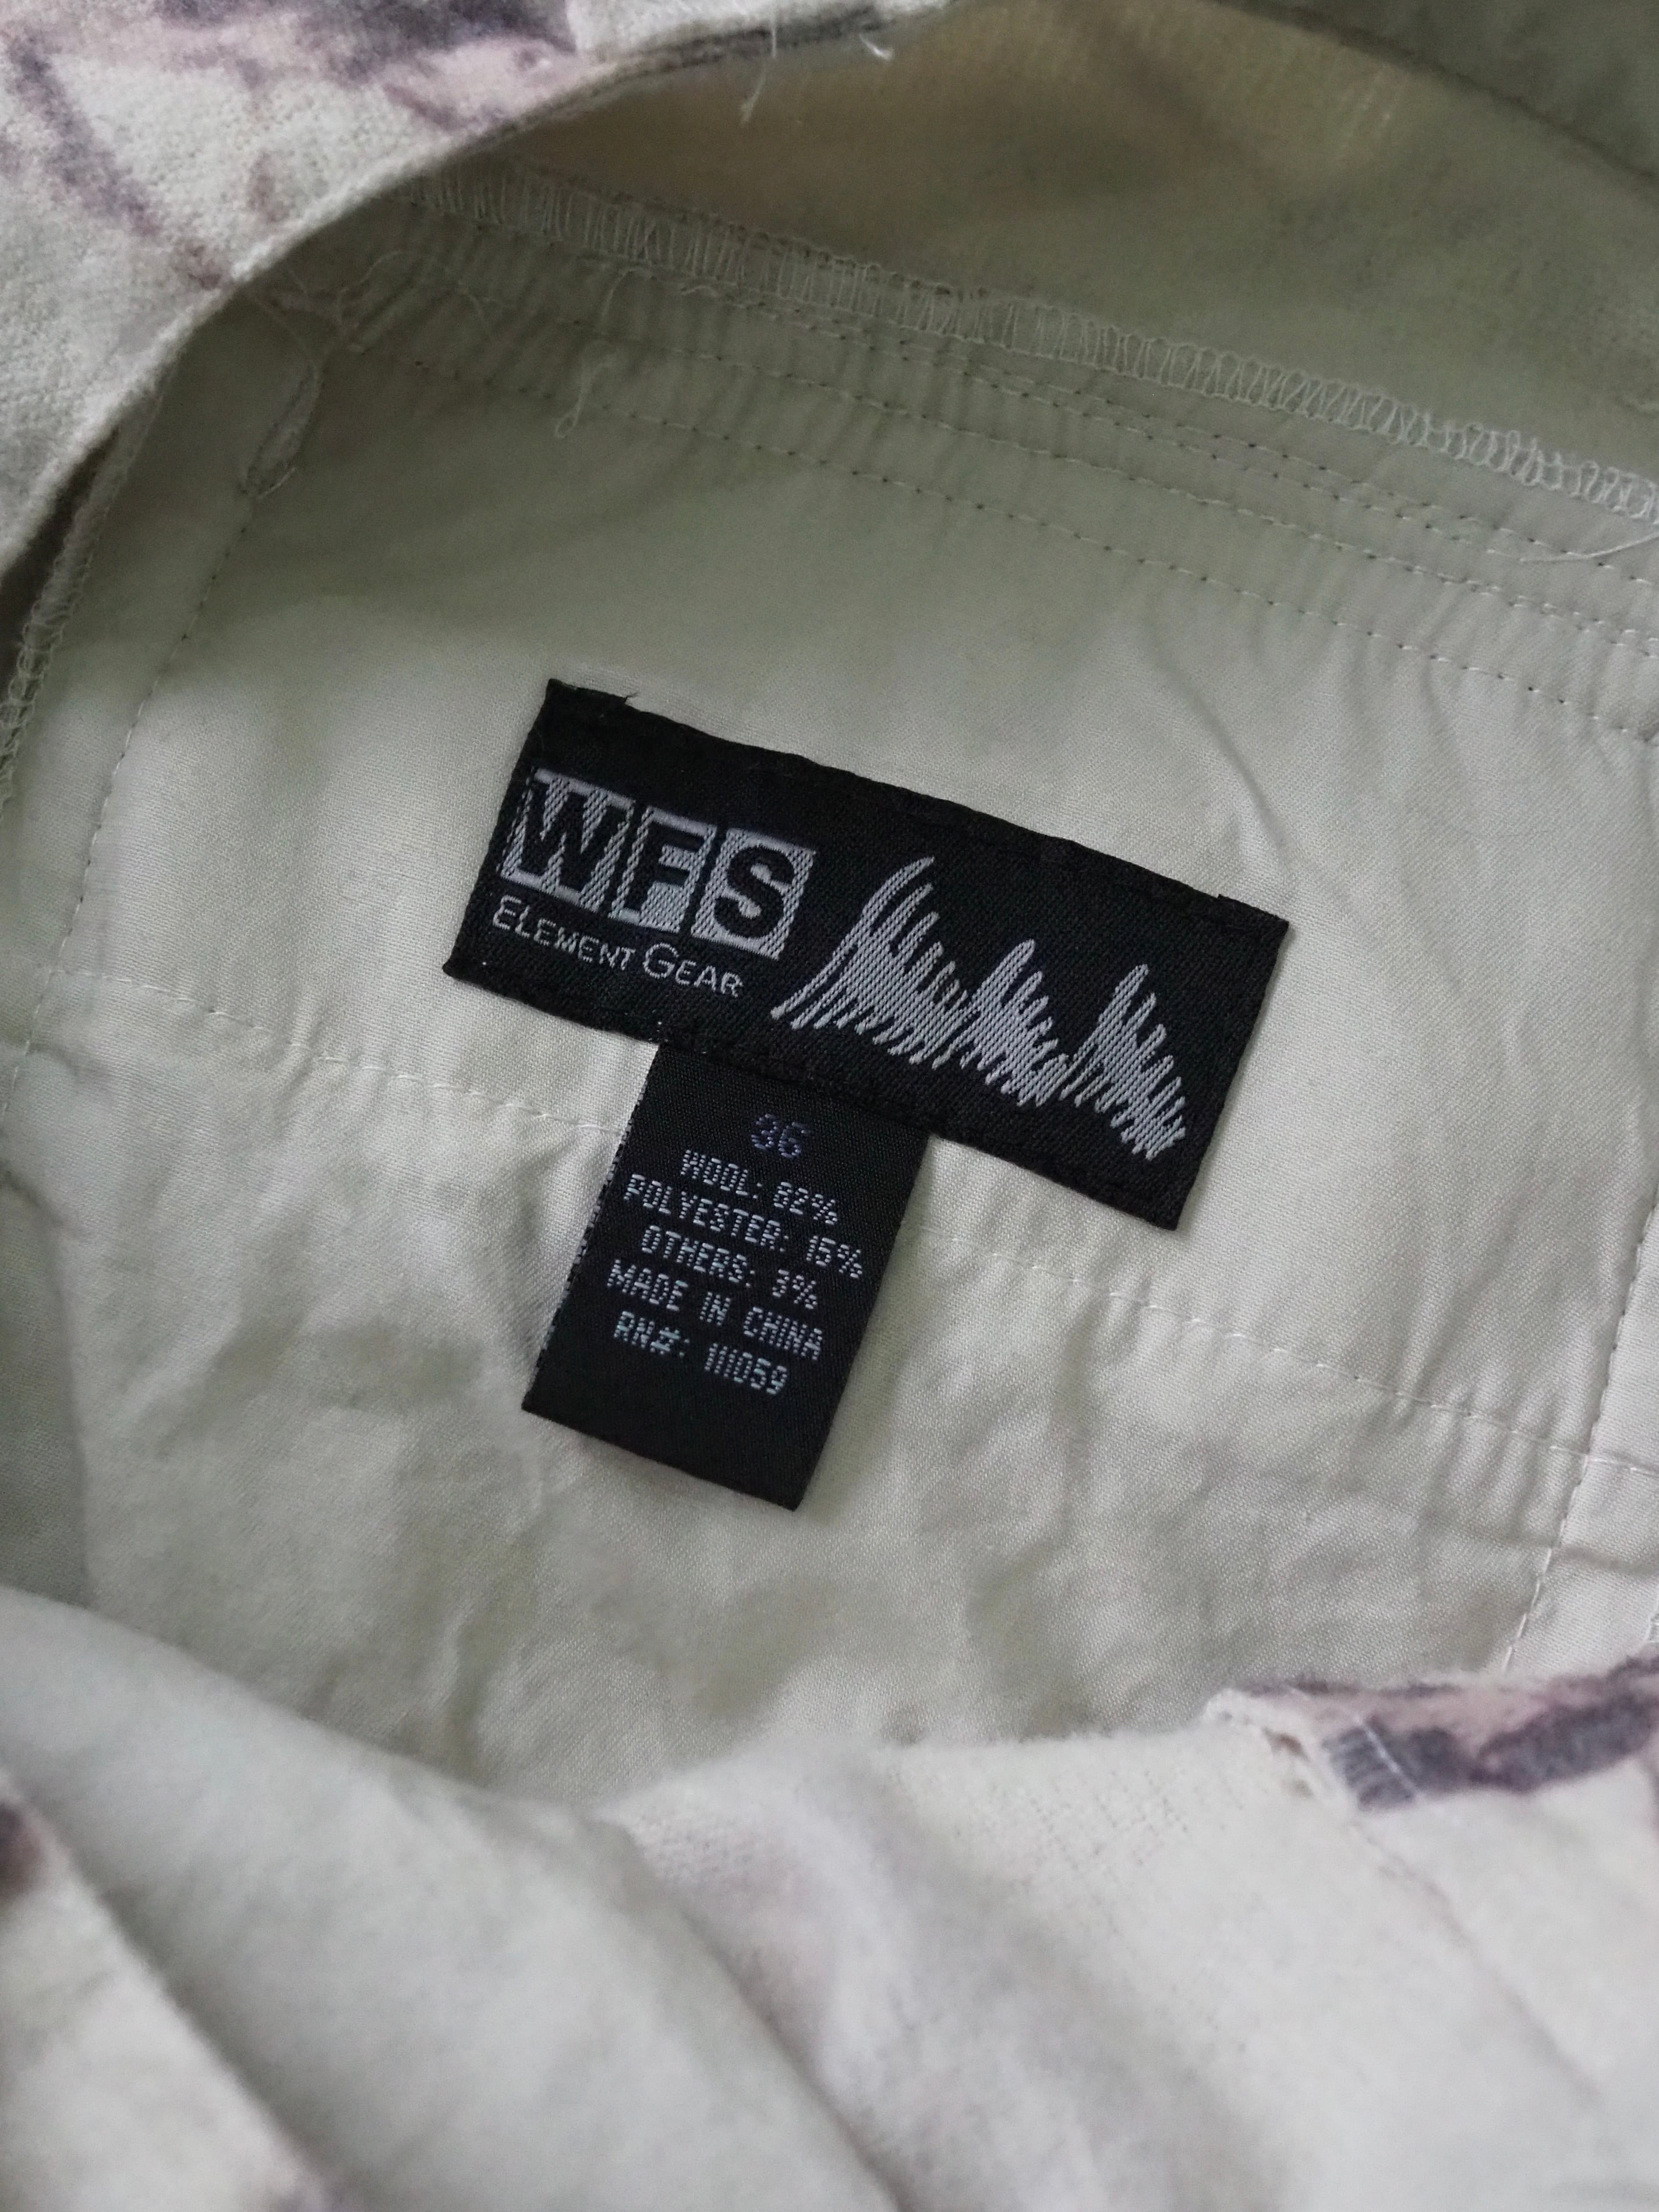 WFS
ELEMENT GEAR
36
WOOL: 82%
POLYESTER: 15%
OTHERS: 3%
MADE IN CHINA
RN#: 111059